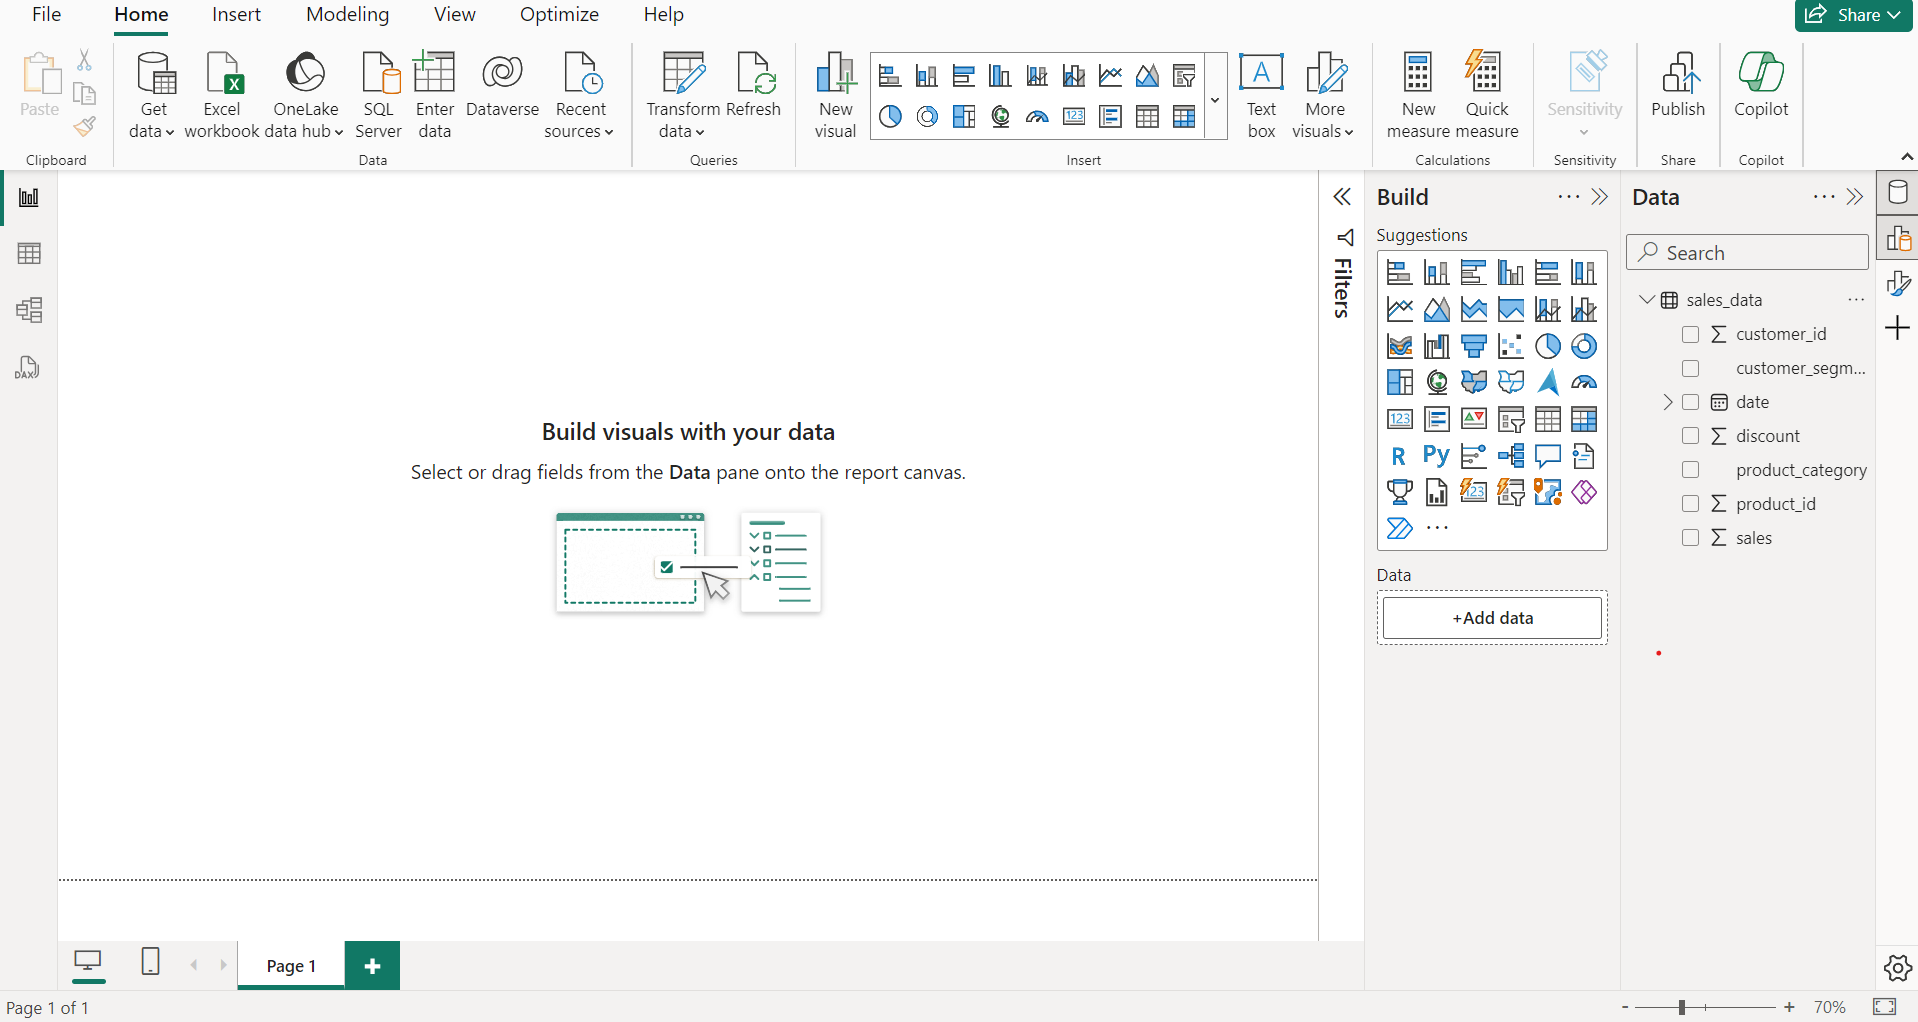 File Home Insert Modeling View Optimize Help Share
Paste
Get data
Excel workbook
OneLake data hub
SQL Server
Enter data
Dataverse
Recent sources
Transform data
Refresh
New visual
123
A
Text box
More visuals
New measure
Quick measure
Sensitivity
Publish
Copilot
Clipboard Data Queries Insert Calculations Sensitivity Share Copilot
DAX
Build visuals with your data
Select or drag fields from the Data pane onto the report canvas.
Filters
Build
Suggestions
123
R Py
123
Data
+Add data
Data
Search
sales_data
customer_id
customer_segm...
date
discount
product_category
product_id
sales
Page 1
Page 1 of 1
- + 70%